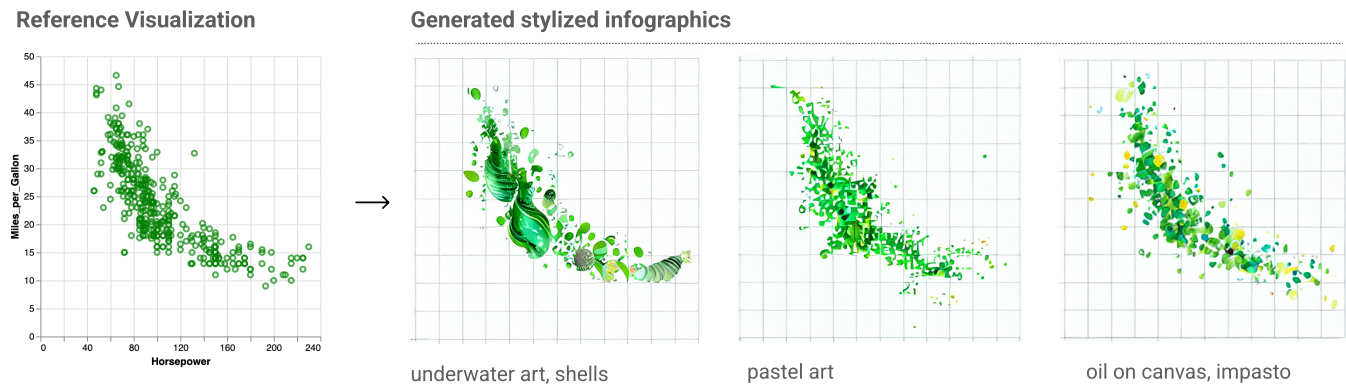 Reference Visualization
Generated stylized infographics
50
45
40
35
30
25
20
15
10
5
0
Miles_per_Gallon
0 40 80 120 160 200 240
Horsepower
underwater art, shells
pastel art
oil on canvas, impasto